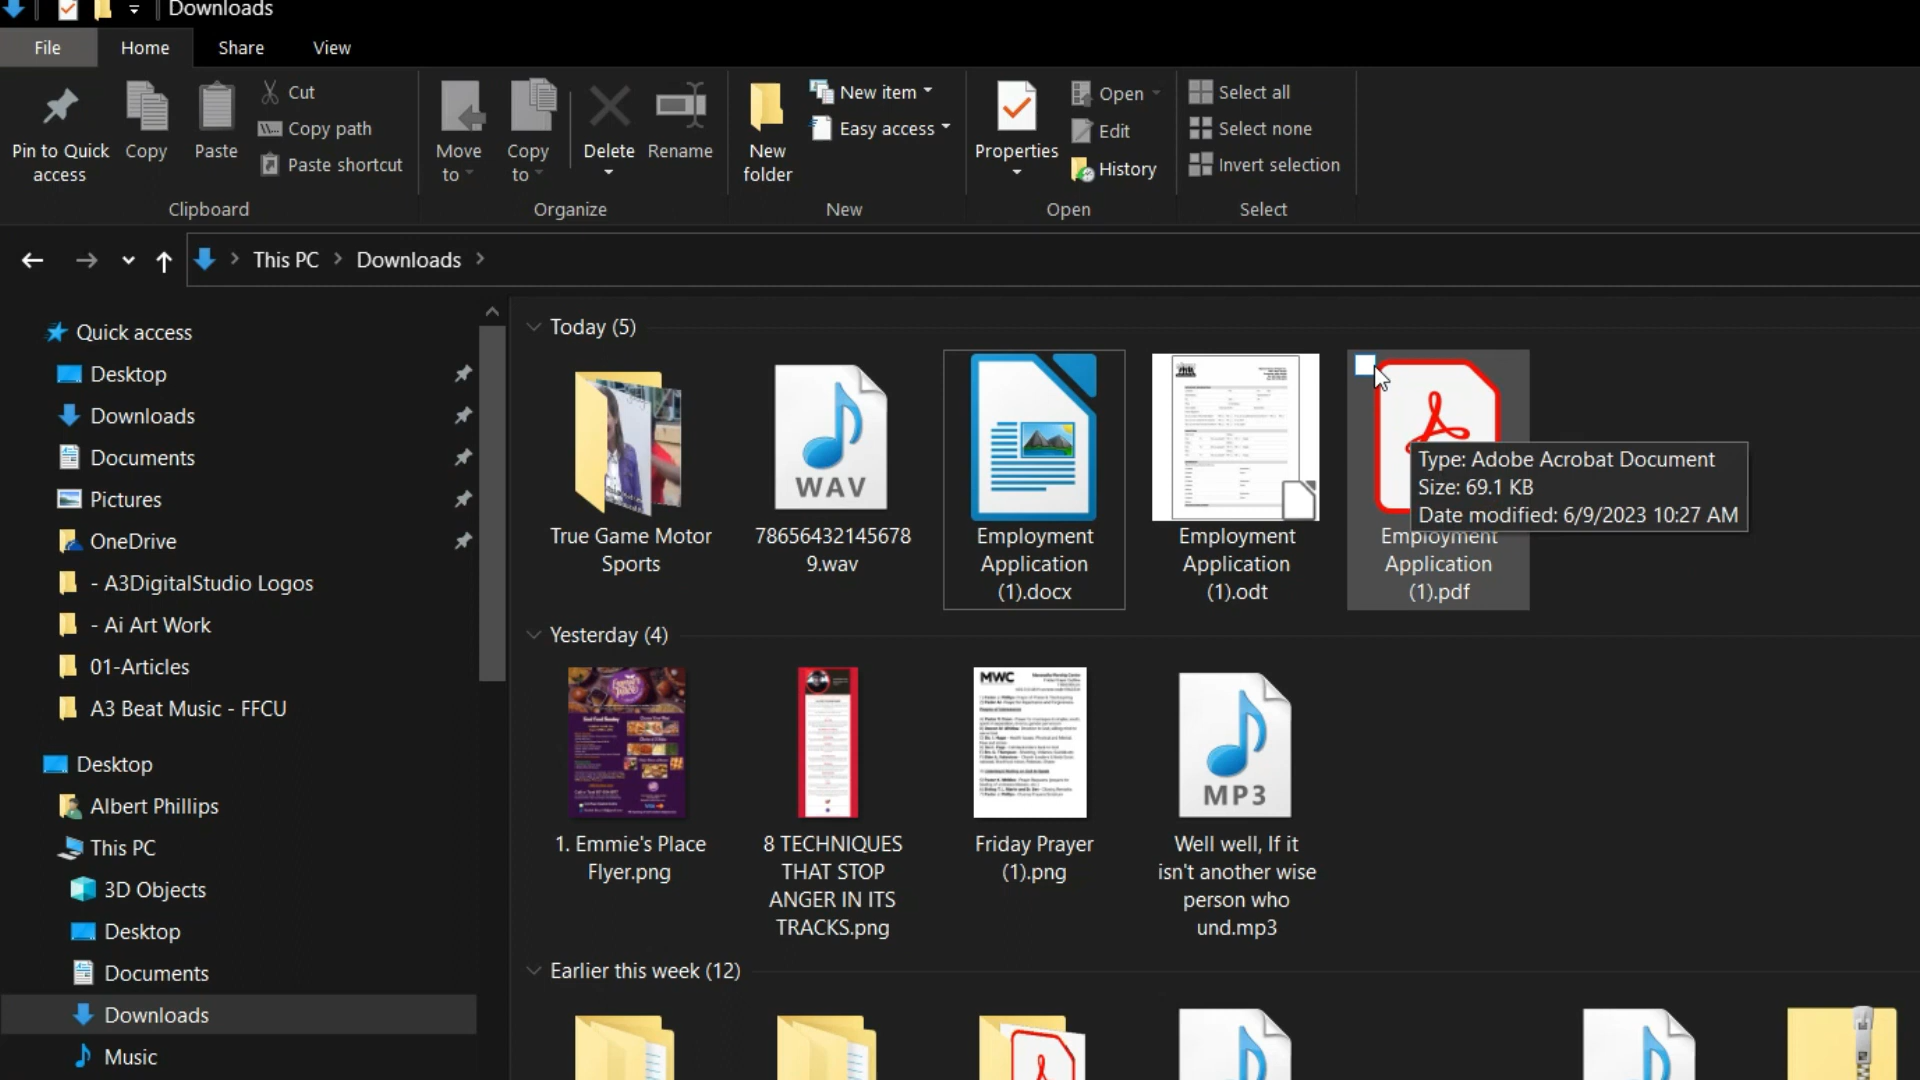 Downloads
File
Home
Share
View
Pin to Quick
access
Copy
Paste
Cut
Copy path
Paste shortcut
Clipboard
Move
to
Copy
to
Delete
Rename
Organize
New
folder
New item
Easy access
New
Properties
Open
Edit
History
Open
Select all
Select none
Invert selection
Select
This PC
Downloads
Quick access
Desktop
Downloads
Documents
Pictures
OneDrive
- A3DigitalStudio Logos
- Ai Art Work
01-Articles
A3 Beat Music - FFCU
Desktop
Albert Phillips
This PC
3D Objects
Desktop
Documents
Downloads
Music
Today (5)
True Game Motor
Sports
WAV
78656432145678
9.wav
Employment
Application
(1).docx
Employment
Application
(1).odt
Type: Adobe Acrobat Document
Size: 69.1 KB
Date modified: 6/9/2023 10:27 AM
Employment
Application
(1).pdf
Yesterday (4)
1. Emmie's Place
Flyer.png
8 TECHNIQUES
THAT STOP
ANGER IN ITS
TRACKS.png
MWC
Friday Prayer
(1).png
MP3
Well well, If it
isn't another wise
person who
und.mp3
Earlier this week (12)